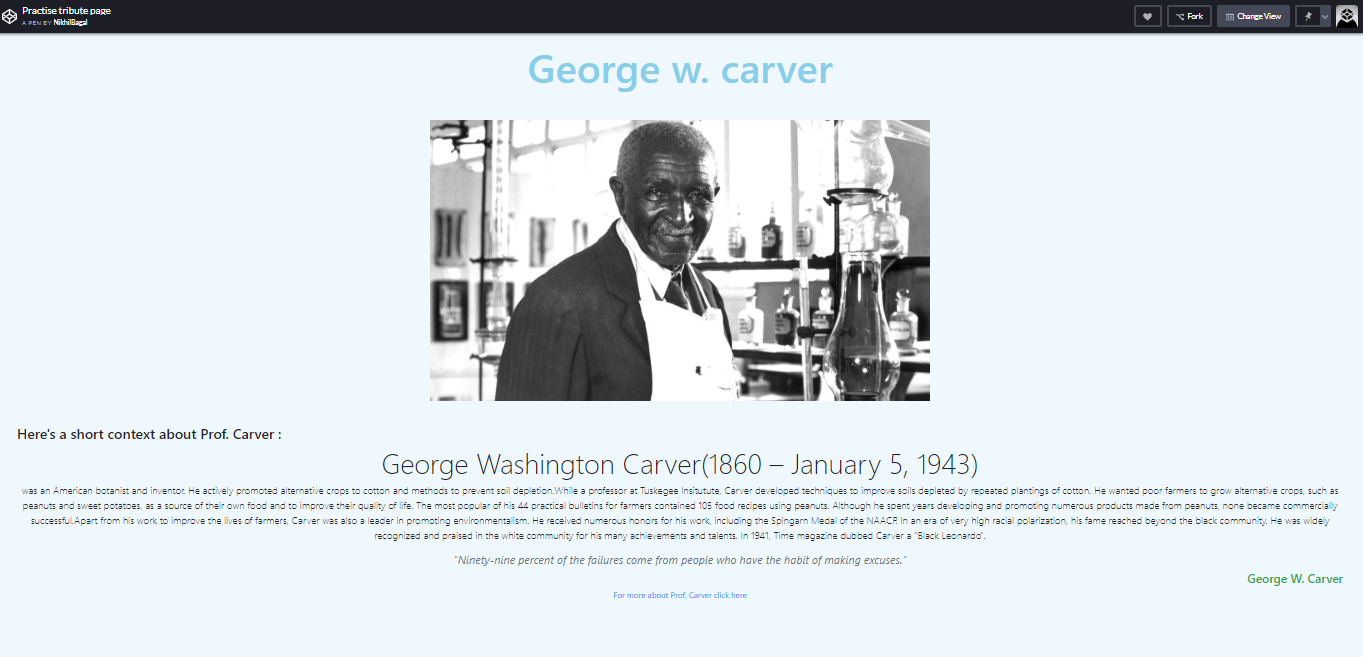 Practise tribute page
A PEN BY NikhilBagal
Fork
Change View
George w. carver
Here's a short context about Prof. Carver :
George Washington Carver(1860 – January 5, 1943)
was an American botanist and inventor. He actively promoted alternative crops to cotton and methods to prevent soil depletion.While a professor at Tuskegee Insitutute, Carver developed techniques to improve soils depleted by repeated plantings of cotton. He wanted poor farmers to grow alternative crops, such as
peanuts and sweet potatoes, as a source of their own food and to improve their quality of life. The most popular of his 44 practical bulletins for farmers contained 105 food recipes using peanuts. Although he spent years developing and promoting numerous products made from peanuts, none became commercially
successful.Apart from his work to improve the lives of farmers, Carver was also a leader in promoting environmentalism. He received numerous honors for his work, including the Spingarn Medal of the NAACP. In an era of very high racial polarization, his fame reached beyond the black community. He was widely
recognized and praised in the white community for his many achievements and talents. In 1941, Time magazine dubbed Carver a "Black Leonardo".
"Ninety-nine percent of the failures come from people who have the habit of making excuses."
George W. Carver
For more about Prof. Carver click here